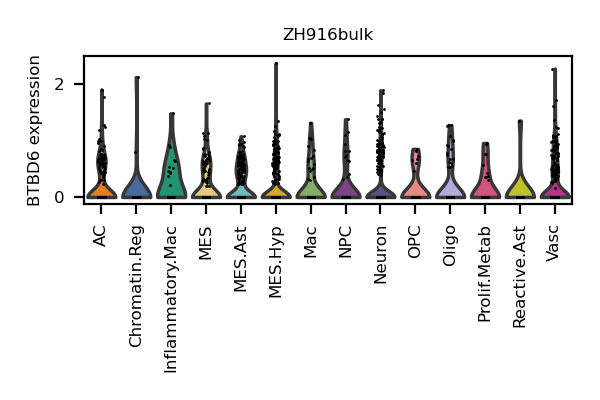 ZH916bulk
BTBD6 expression
2
0
AC
Chromatin.Reg
Inflammatory.Mac
MES
MES.Ast
MES.Hyp
Mac
NPC
Neuron
OPC
Oligo
Prolif.Metab
Reactive.Ast
Vasc